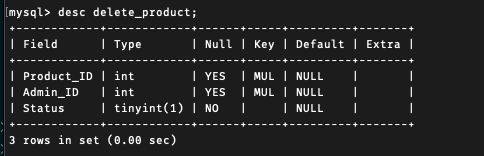 mysql> desc delete_product;
+------------+------------+------+-----+---------+-------+
| Field      | Type       | Null | Key | Default | Extra |
+------------+------------+------+-----+---------+-------+
| Product_ID | int        | YES  | MUL | NULL    |       |
| Admin_ID   | int        | YES  | MUL | NULL    |       |
| Status     | tinyint(1) | NO   |     | NULL    |       |
+------------+------------+------+-----+---------+-------+
3 rows in set (0.00 sec)